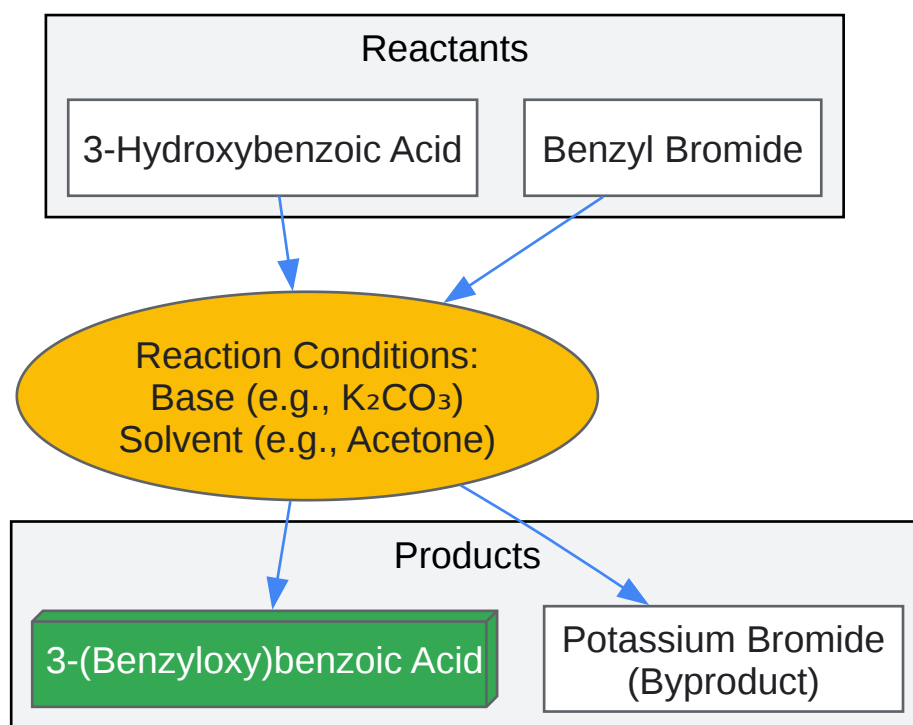 Reactants
3-Hydroxybenzoic Acid
Benzyl Bromide
Reaction Conditions:
Base (e.g., K₂CO₃)
Solvent (e.g., Acetone)
Products
3-(Benzyloxy)benzoic Acid
Potassium Bromide
(Byproduct)